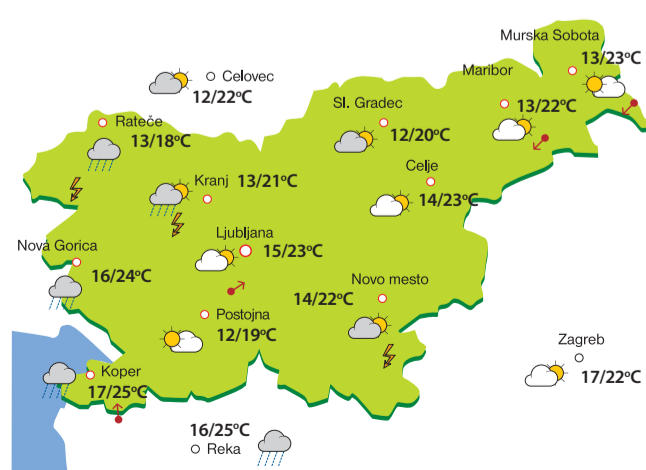 Murska Sobota
13/23°C
Maribor
13/22°C
Celovec
12/22°C
Sl. Gradec
12/20°C
Rateče
13/18°C
Celje
14/23°C
Kranj
13/21°C
Ljubljana
15/23°C
Nova Gorica
16/24°C
Novo mesto
14/22°C
Postojna
12/19°C
Zagreb
17/22°C
Koper
17/25°C
16/25°C
Reka